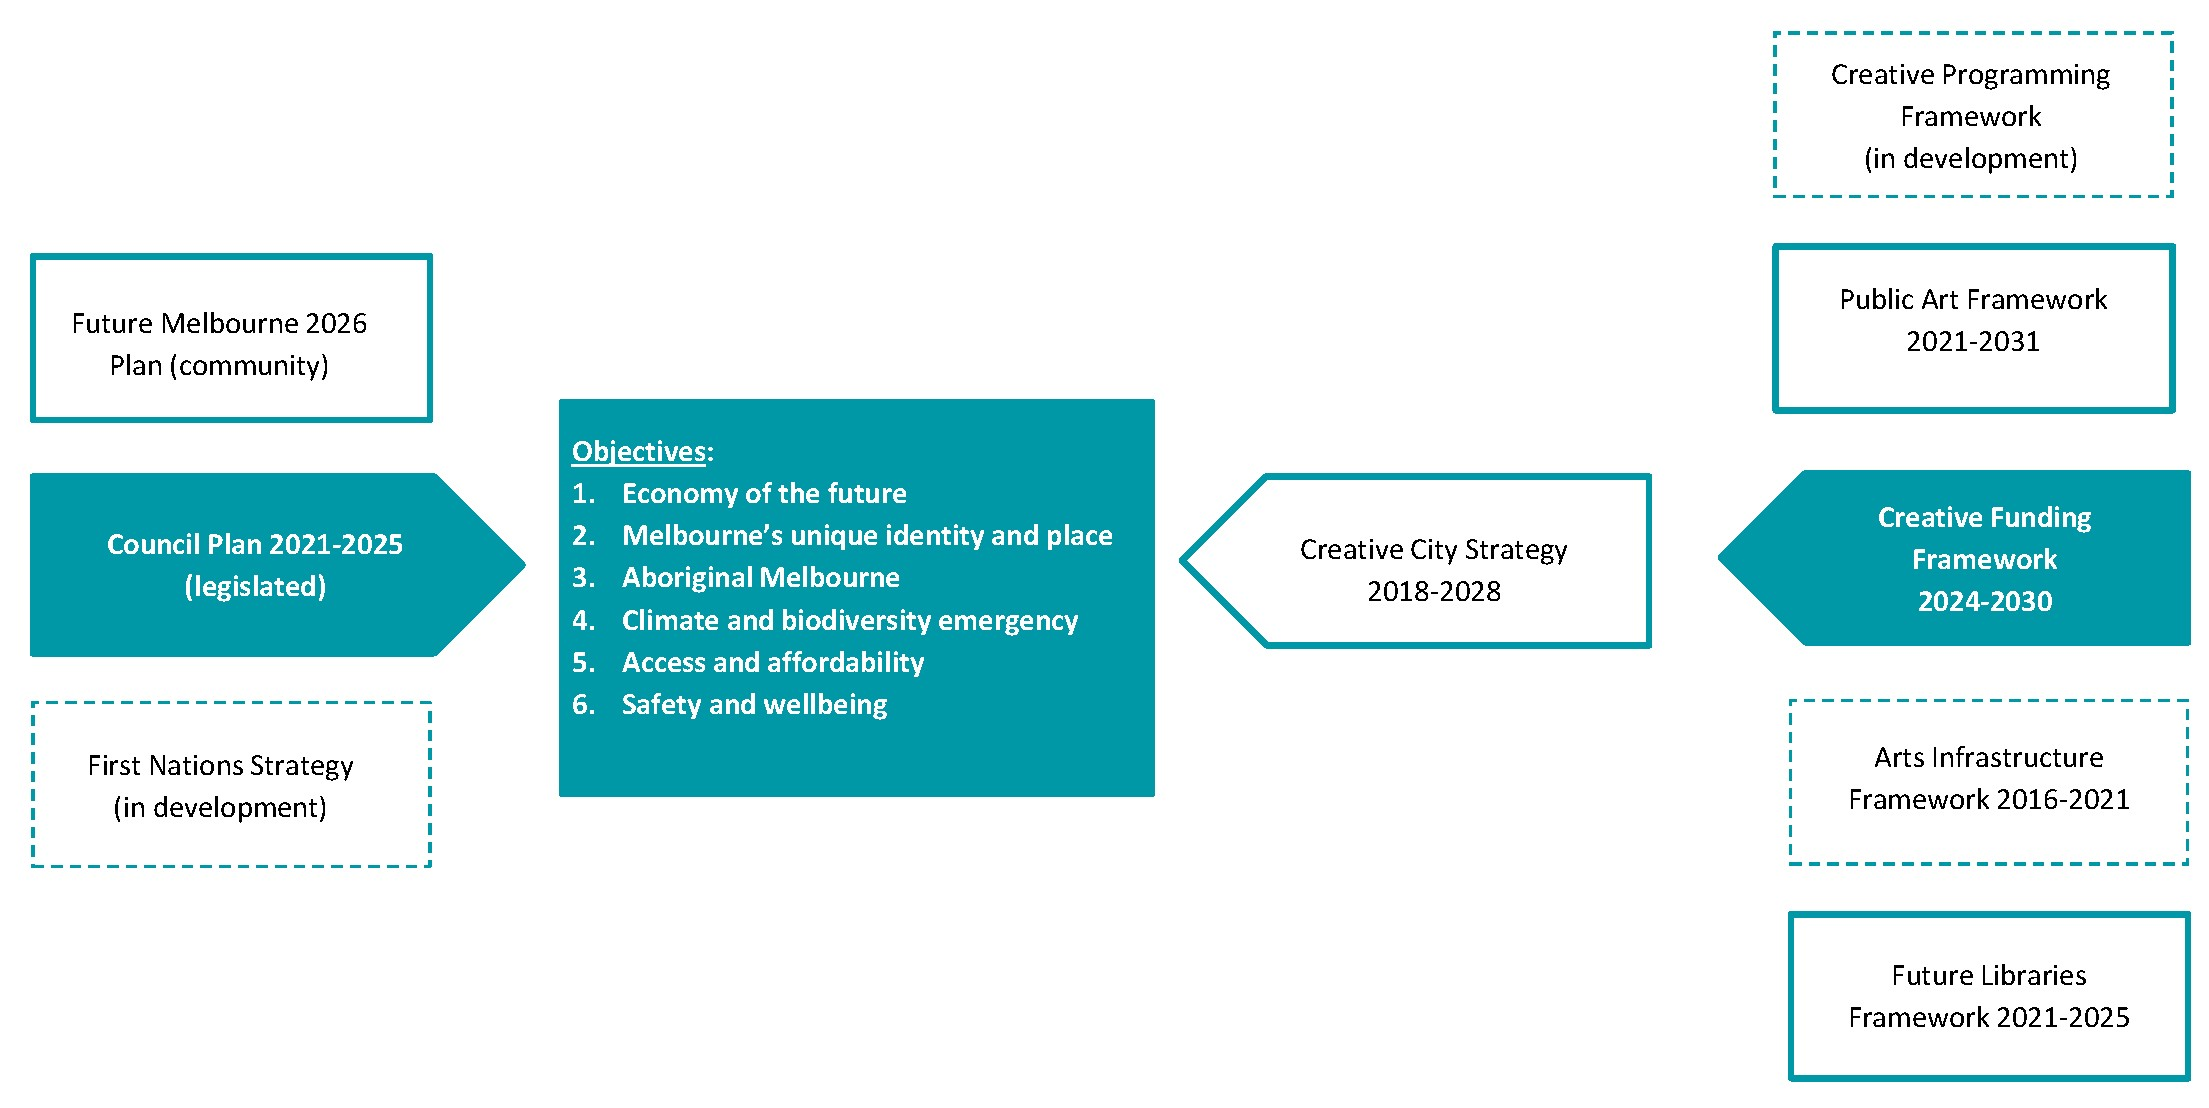 Future Melbourne 2026
Plan (community)
Council Plan 2021-2025
(legislated)
First Nations Strategy
(in development)
Objectives:
1. Economy of the future
2. Melbourne’s unique identity and place
3. Aboriginal Melbourne
4. Climate and biodiversity emergency
5. Access and affordability
6. Safety and wellbeing
Creative City Strategy
2018-2028
Creative Programming
Framework
(in development)
Public Art Framework
2021-2031
Creative Funding
Framework
2024-2030
Arts Infrastructure
Framework 2016-2021
Future Libraries
Framework 2021-2025